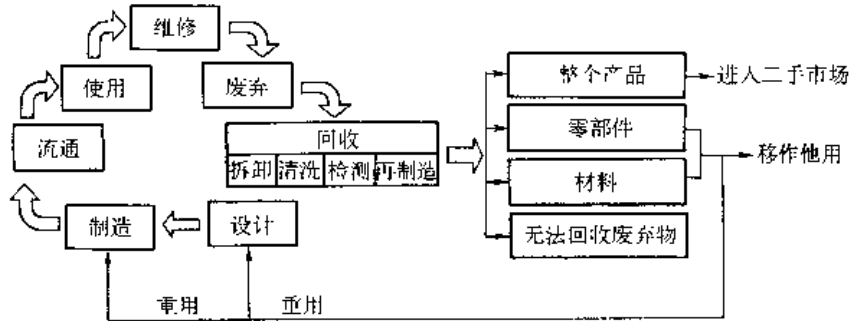 维修
使用
废弃
流通
回收
拆卸 清洗 检测 再制造
制造
设计
整个产品
进入二手市场
零部件
移作他用
材料
无法回收废弃物
重用
重用